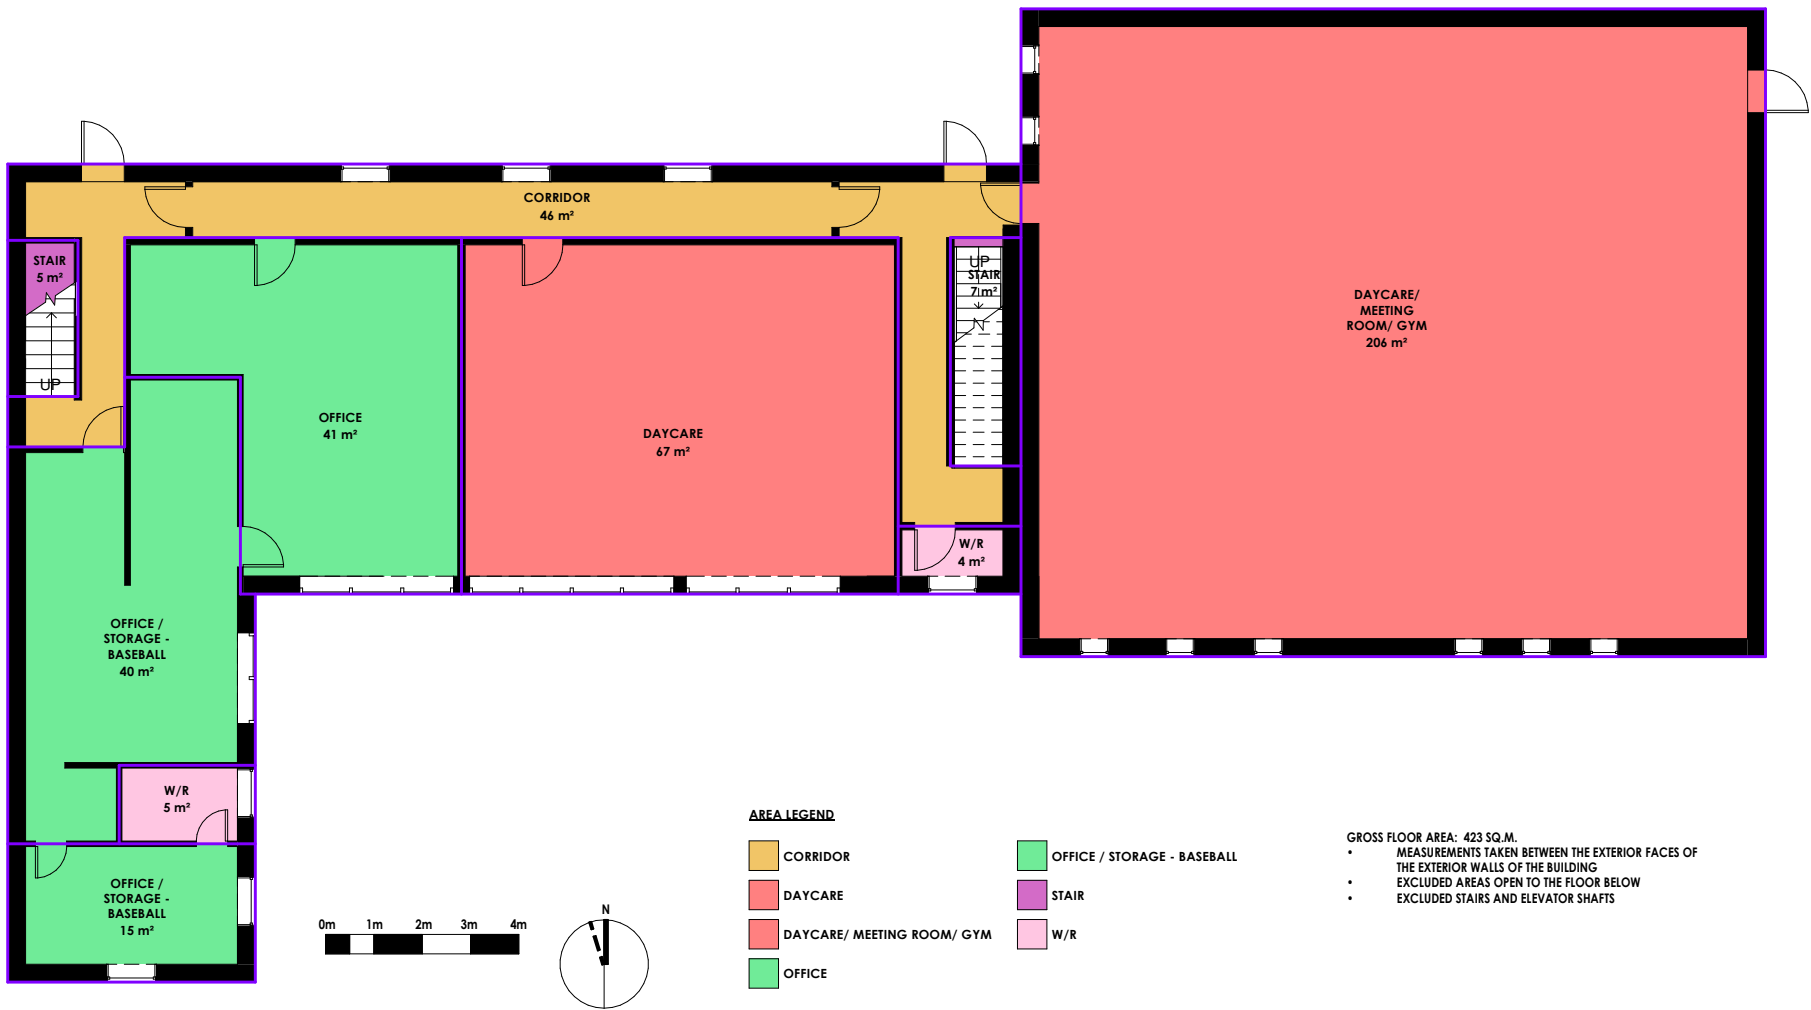 CORRIDOR
46 m²
STAIR
5 m²
UP
UP
STAIR
7 m²
DAYCARE/
MEETING
ROOM/ GYM
206 m²
OFFICE
41 m²
DAYCARE
67 m²
W/R
4 m²
OFFICE /
STORAGE -
BASEBALL
40 m²
W/R
5 m²
OFFICE /
STORAGE -
BASEBALL
15 m²
0m 1m 2m 3m 4m
N
AREA LEGEND
CORRIDOR
DAYCARE
DAYCARE/ MEETING ROOM/ GYM
OFFICE
OFFICE / STORAGE - BASEBALL
STAIR
W/R
GROSS FLOOR AREA: 423 SQ.M.
• MEASUREMENTS TAKEN BETWEEN THE EXTERIOR FACES OF
THE EXTERIOR WALLS OF THE BUILDING
• EXCLUDED AREAS OPEN TO THE FLOOR BELOW
• EXCLUDED STAIRS AND ELEVATOR SHAFTS